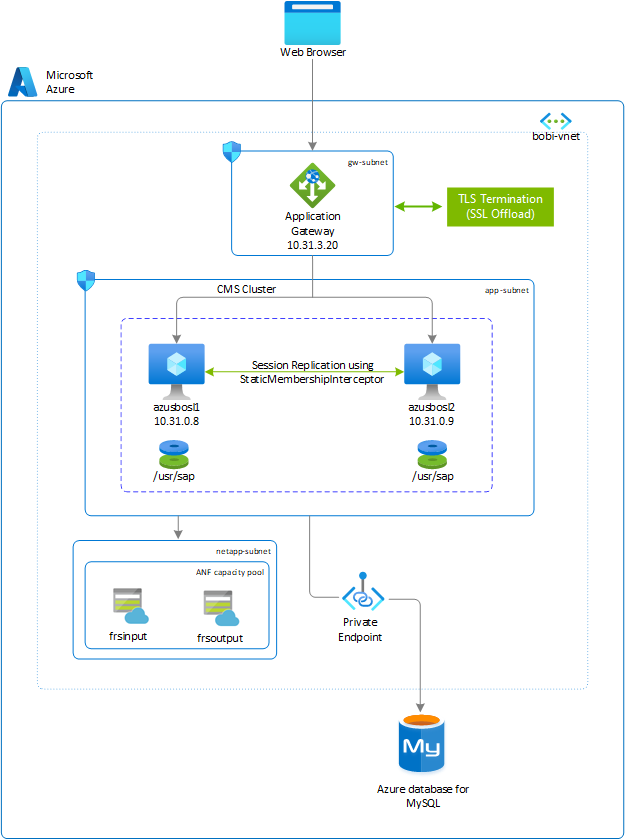 Web Browser
Microsoft
Azure
bobi-vnet
gw-subnet
Application
Gateway
10.31.3.20
TLS Termination
(SSL Offload)
CMS Cluster
app-subnet
Session Replication using
StaticMembershipInterceptor
azusbosl1
10.31.0.8
azusbosl2
10.31.0.9
/usr/sap
/usr/sap
netapp-subnet
ANF capacity pool
frsinput
frsoutput
Private
Endpoint
My
Azure database for
MySQL